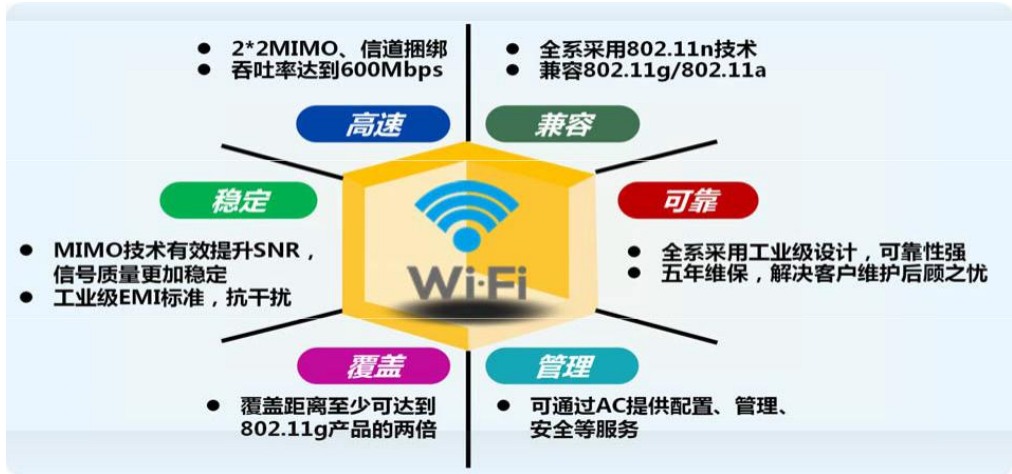 ● 2*2MIMO、信道捆绑
● 吞吐率达到600Mbps
高速
● 全系采用802.11n技术
● 兼容802.11g/802.11a
兼容
稳定
● MIMO技术有效提升SNR，
信号质量更加稳定
● 工业级EMI标准，抗干扰
Wi·Fi
可靠
● 全系采用工业级设计，可靠性强
● 五年维保，解决客户维护后顾之忧
覆盖
● 覆盖距离至少可达到
802.11g产品的两倍
管理
● 可通过AC提供配置、管理、
安全等服务